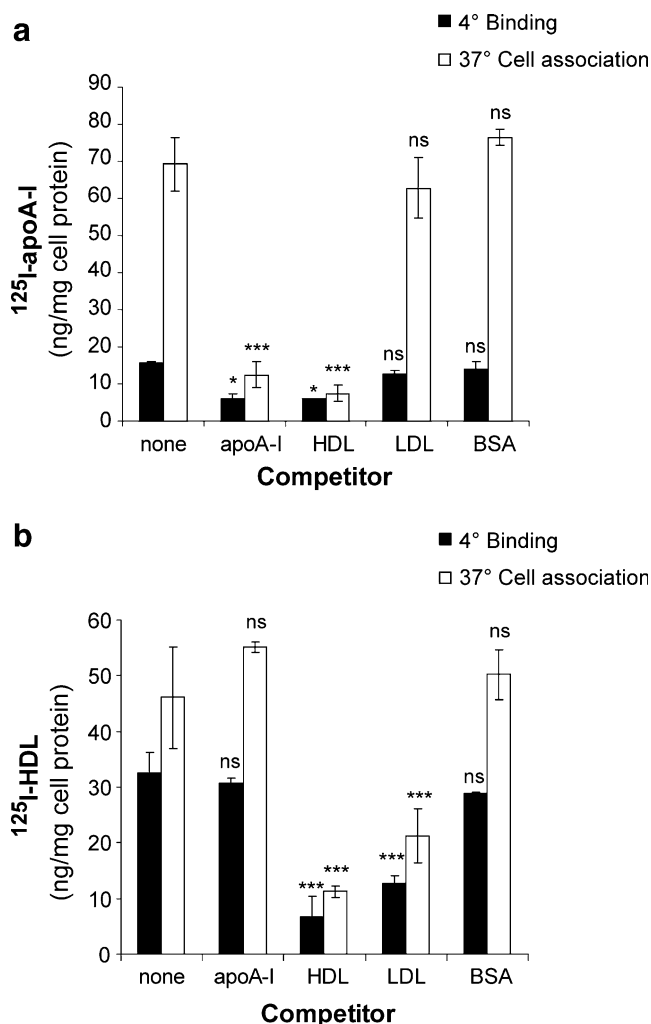 a
4° Binding
37° Cell association
125I-apoA-I
(ng/mg cell protein)
90
80
70
60
50
40
30
20
10
0
ns
ns
***
*
***
*
ns
ns
none apoA-I HDL LDL BSA
Competitor
b
4° Binding
37° Cell association
125I-HDL
(ng/mg cell protein)
60
50
40
30
20
10
0
ns
ns
ns
ns
***
***
***
***
none apoA-I HDL LDL BSA
Competitor